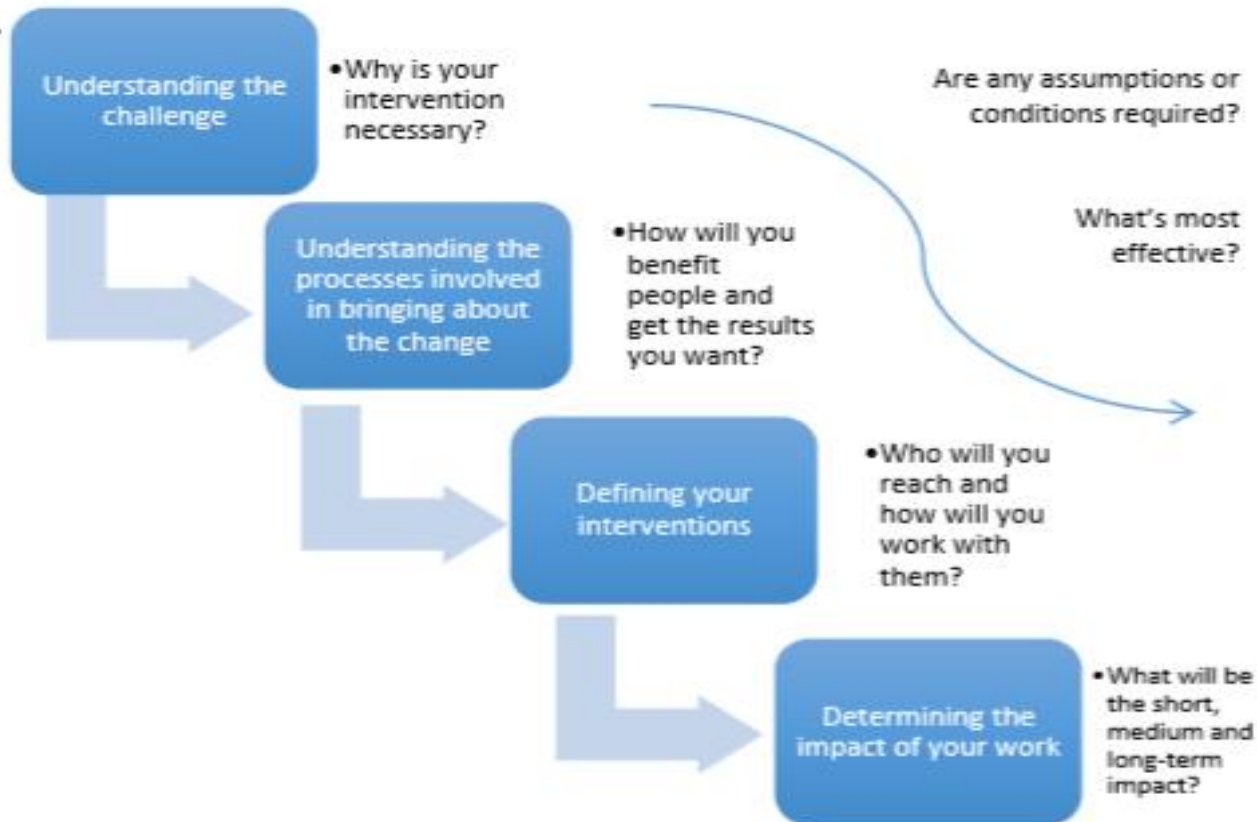 Understanding the
challenge
•Why is your
intervention
necessary?
Are any assumptions or
conditions required?
What's most
effective?
Understanding the
processes involved
in bringing about
the change
•How will you
benefit
people and
get the results
you want?
Defining your
interventions
•Who will you
reach and
how will you
work with
them?
Determining the
impact of your work
•What will be
the short,
medium and
long-term
impact?